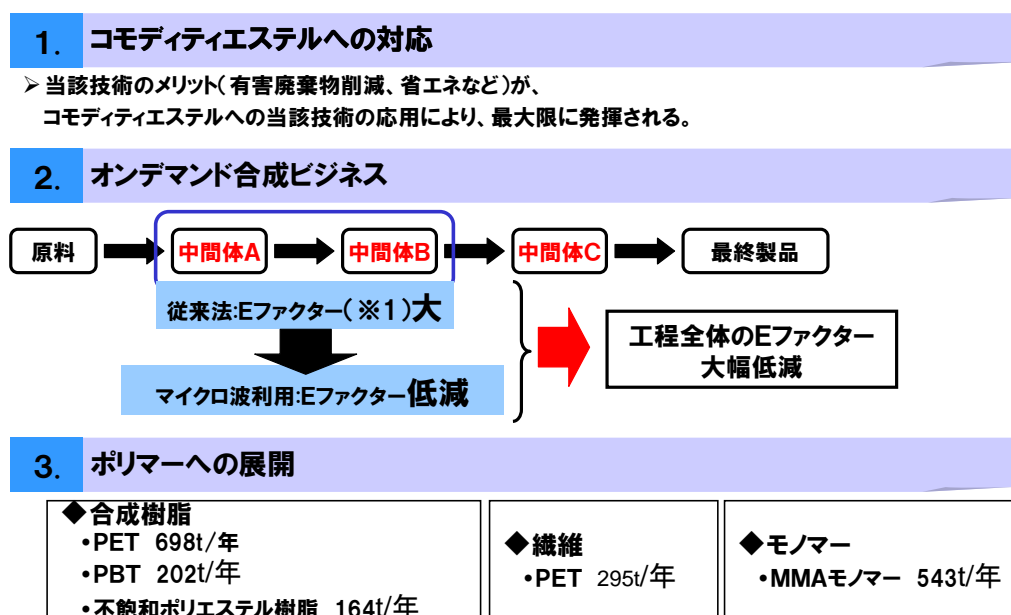 1. コモディティエステルへの対応
➢ 当該技術のメリット(有害廃棄物削減、省エネなど)が、
コモディティエステルへの当該技術の応用により、最大限に発揮される。
2. オンデマンド合成ビジネス
原料 中間体A 中間体B 中間体C 最終製品
従来法:Eファクター(※1)大
マイクロ波利用:Eファクター低減
工程全体のEファクター
大幅低減
3. ポリマーへの展開
◆合成樹脂
•PET 698t/年
•PBT 202t/年
•不飽和ポリエステル樹脂 164t/年
◆繊維
•PET 295t/年
◆モノマー
•MMAモノマー 543t/年